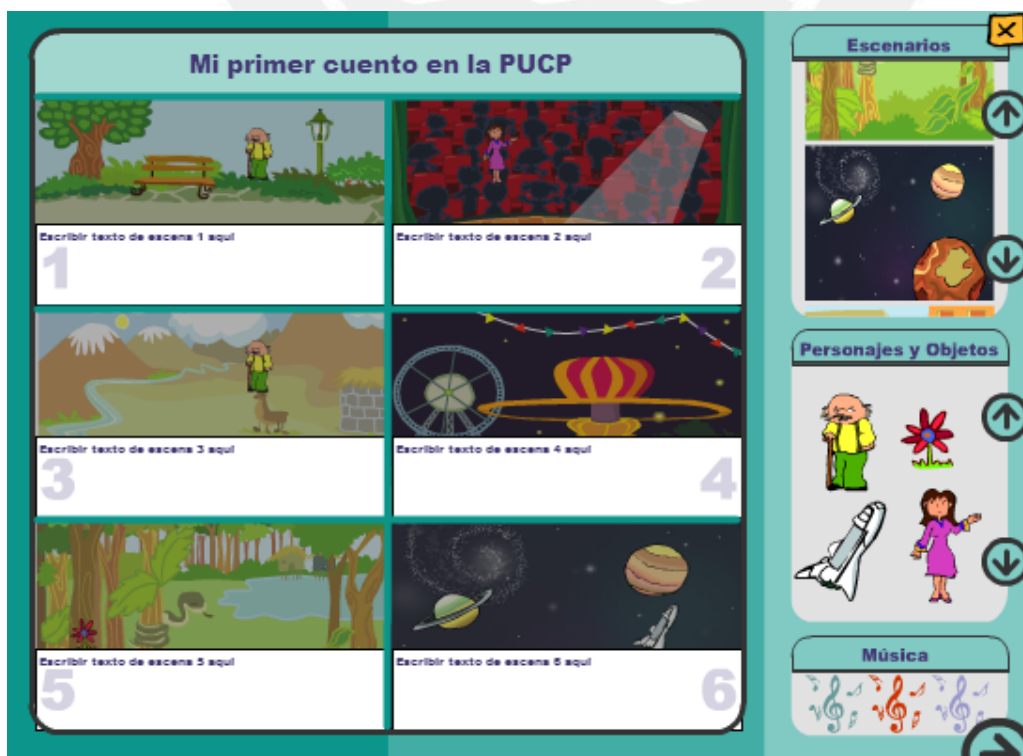 Mi primer cuento en la PUCP
Escribir texto de escena 1 aquí
1
Escribir texto de escena 2 aquí
2
Escribir texto de escena 3 aquí
3
Escribir texto de escena 4 aquí
4
Escribir texto de escena 5 aquí
5
Escribir texto de escena 6 aquí
6
Escenarios
Personajes y Objetos
Música